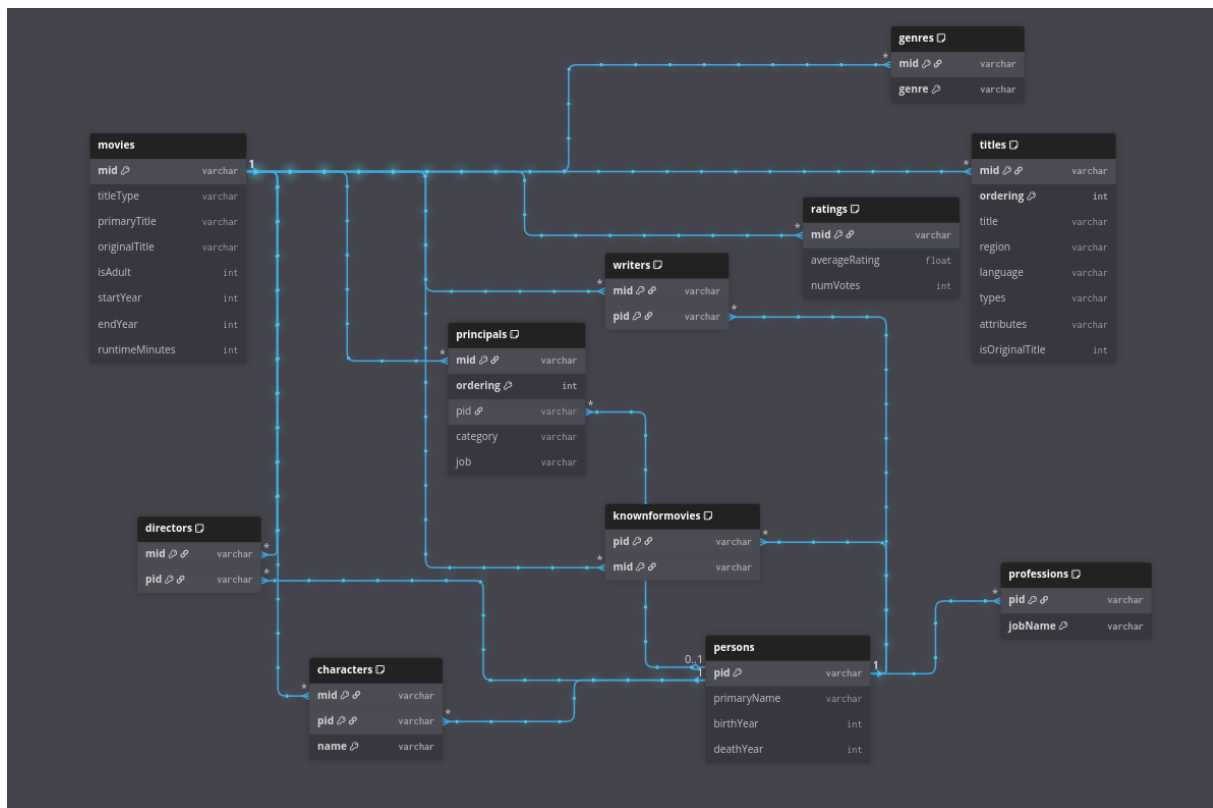 genres
* mid varchar
genre varchar
movies
1
mid varchar
titleType varchar
primaryTitle varchar
originalTitle varchar
isAdult int
startYear int
endYear int
runtimeMinutes int
titles
* mid varchar
ordering int
title varchar
region varchar
language varchar
types varchar
attributes varchar
isOriginalTitle int
ratings
* mid varchar
averageRating float
numVotes int
writers
* mid varchar
pid varchar *
principals
* mid varchar
ordering int
pid varchar *
category varchar
job varchar
knownformovies
pid varchar *
* mid varchar
directors
mid varchar *
pid varchar *
professions
* pid varchar
jobName varchar
persons
0..1
1 pid varchar 1
primaryName varchar
birthYear int
deathYear int
characters
* mid varchar
pid varchar *
name varchar